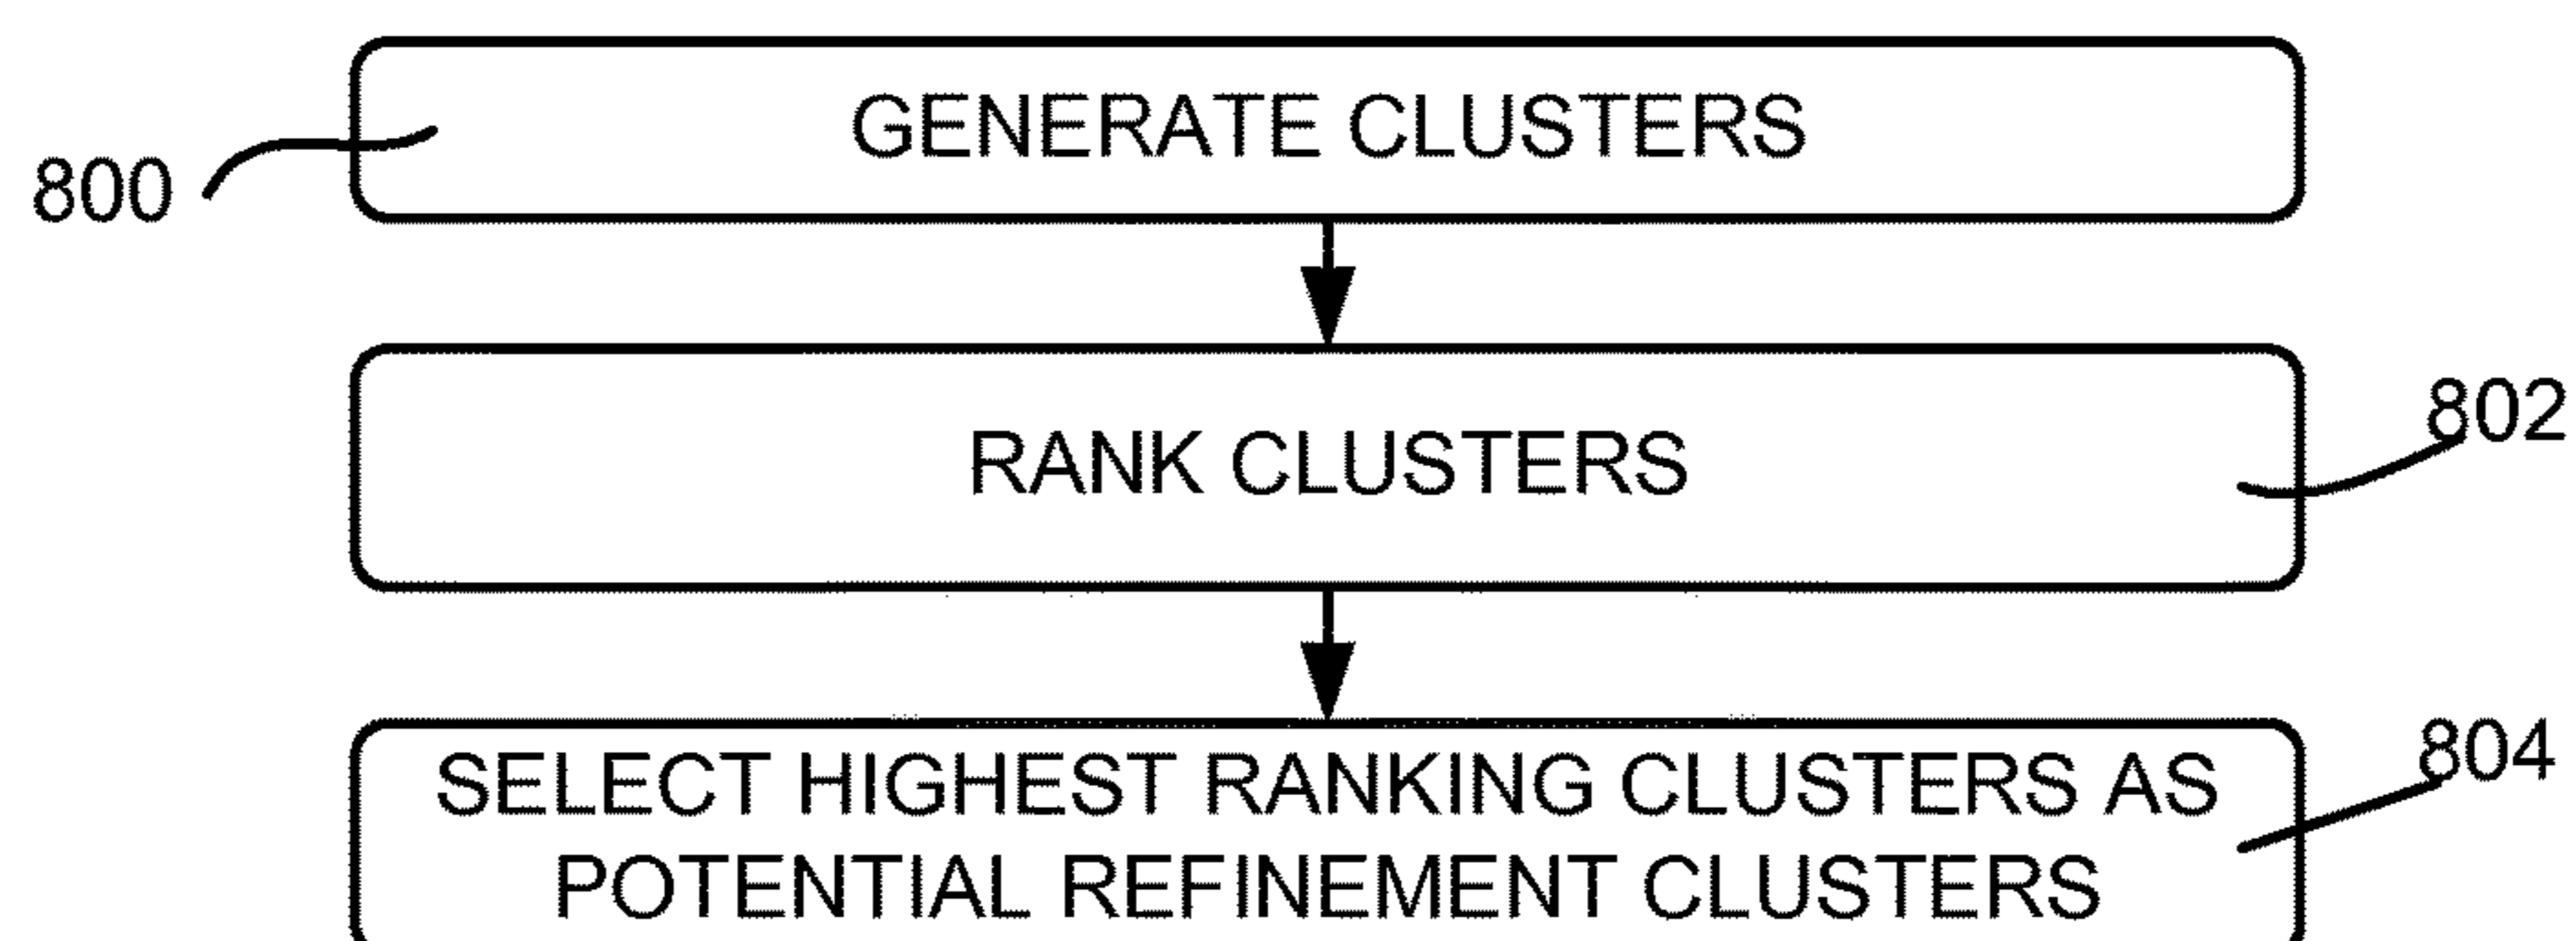 GENERATE CLUSTERS
800
RANK CLUSTERS
802
SELECT HIGHEST RANKING CLUSTERS AS
804
POTENTIAL REFINEMENT CLUSTERS